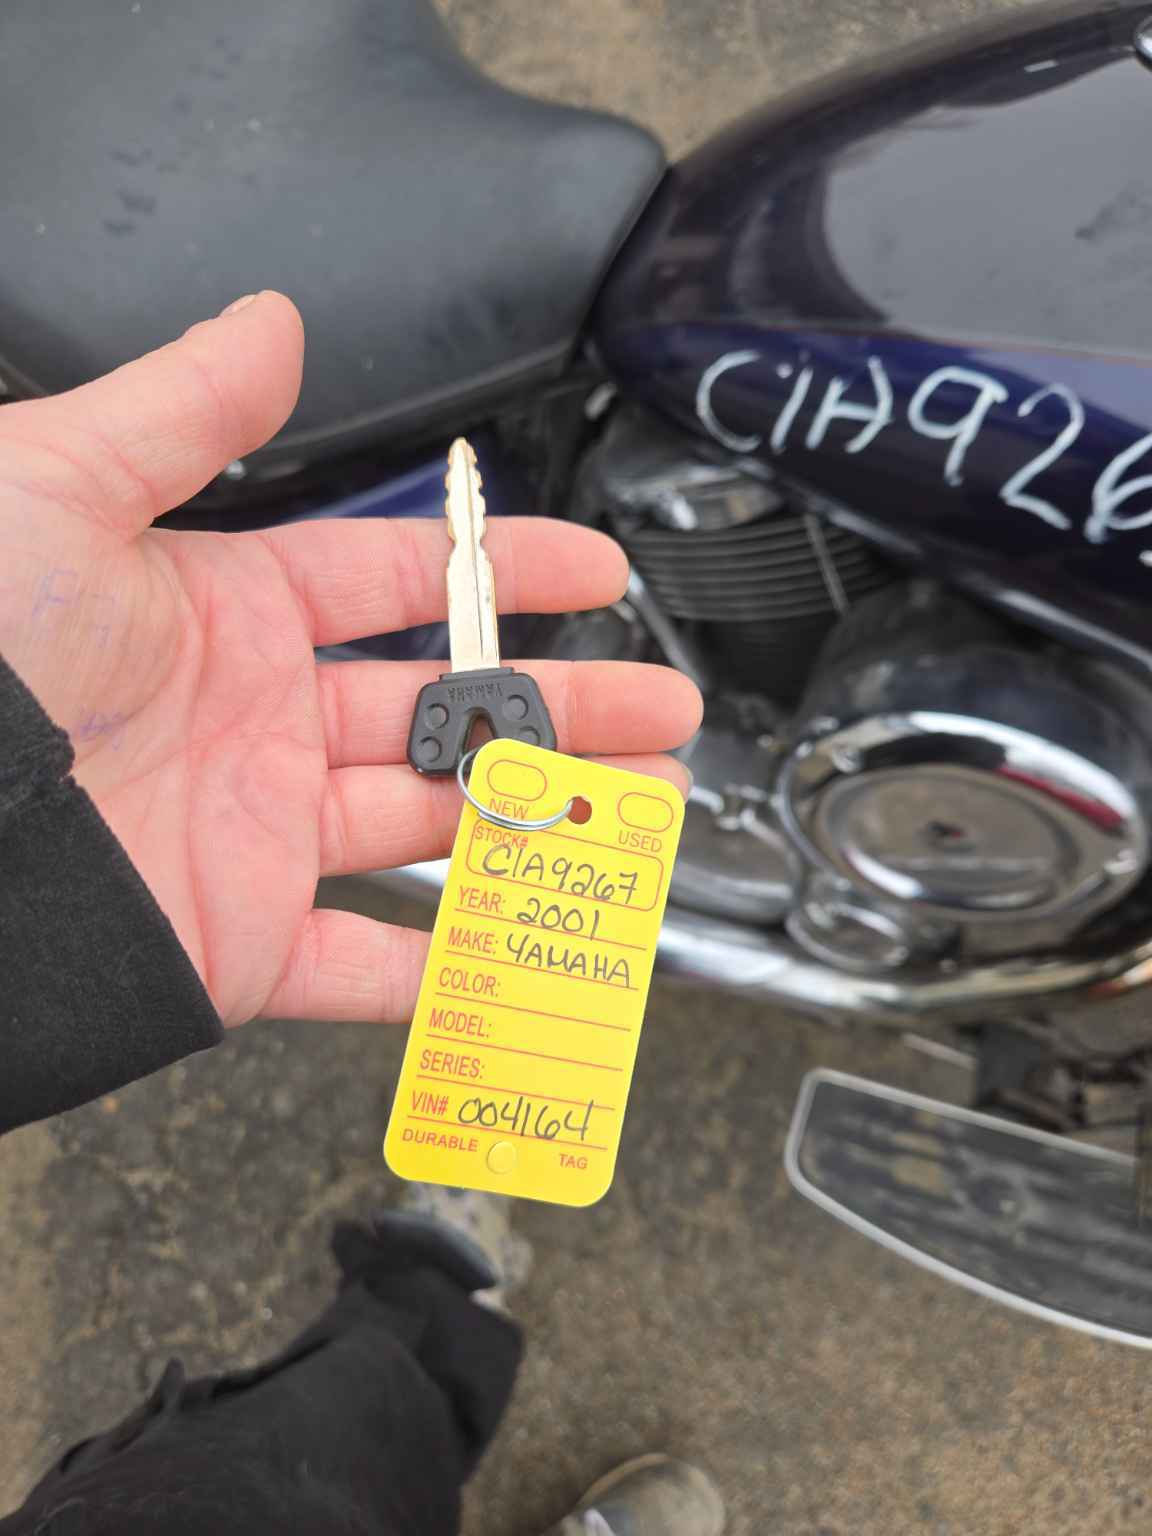 CIA926
YAMAHA
NEW
USED
STOCK#
CIA9267
YEAR: 2001
MAKE: YAMAHA
COLOR:
MODEL:
SERIES:
VIN# 004164
DURABLE TAG